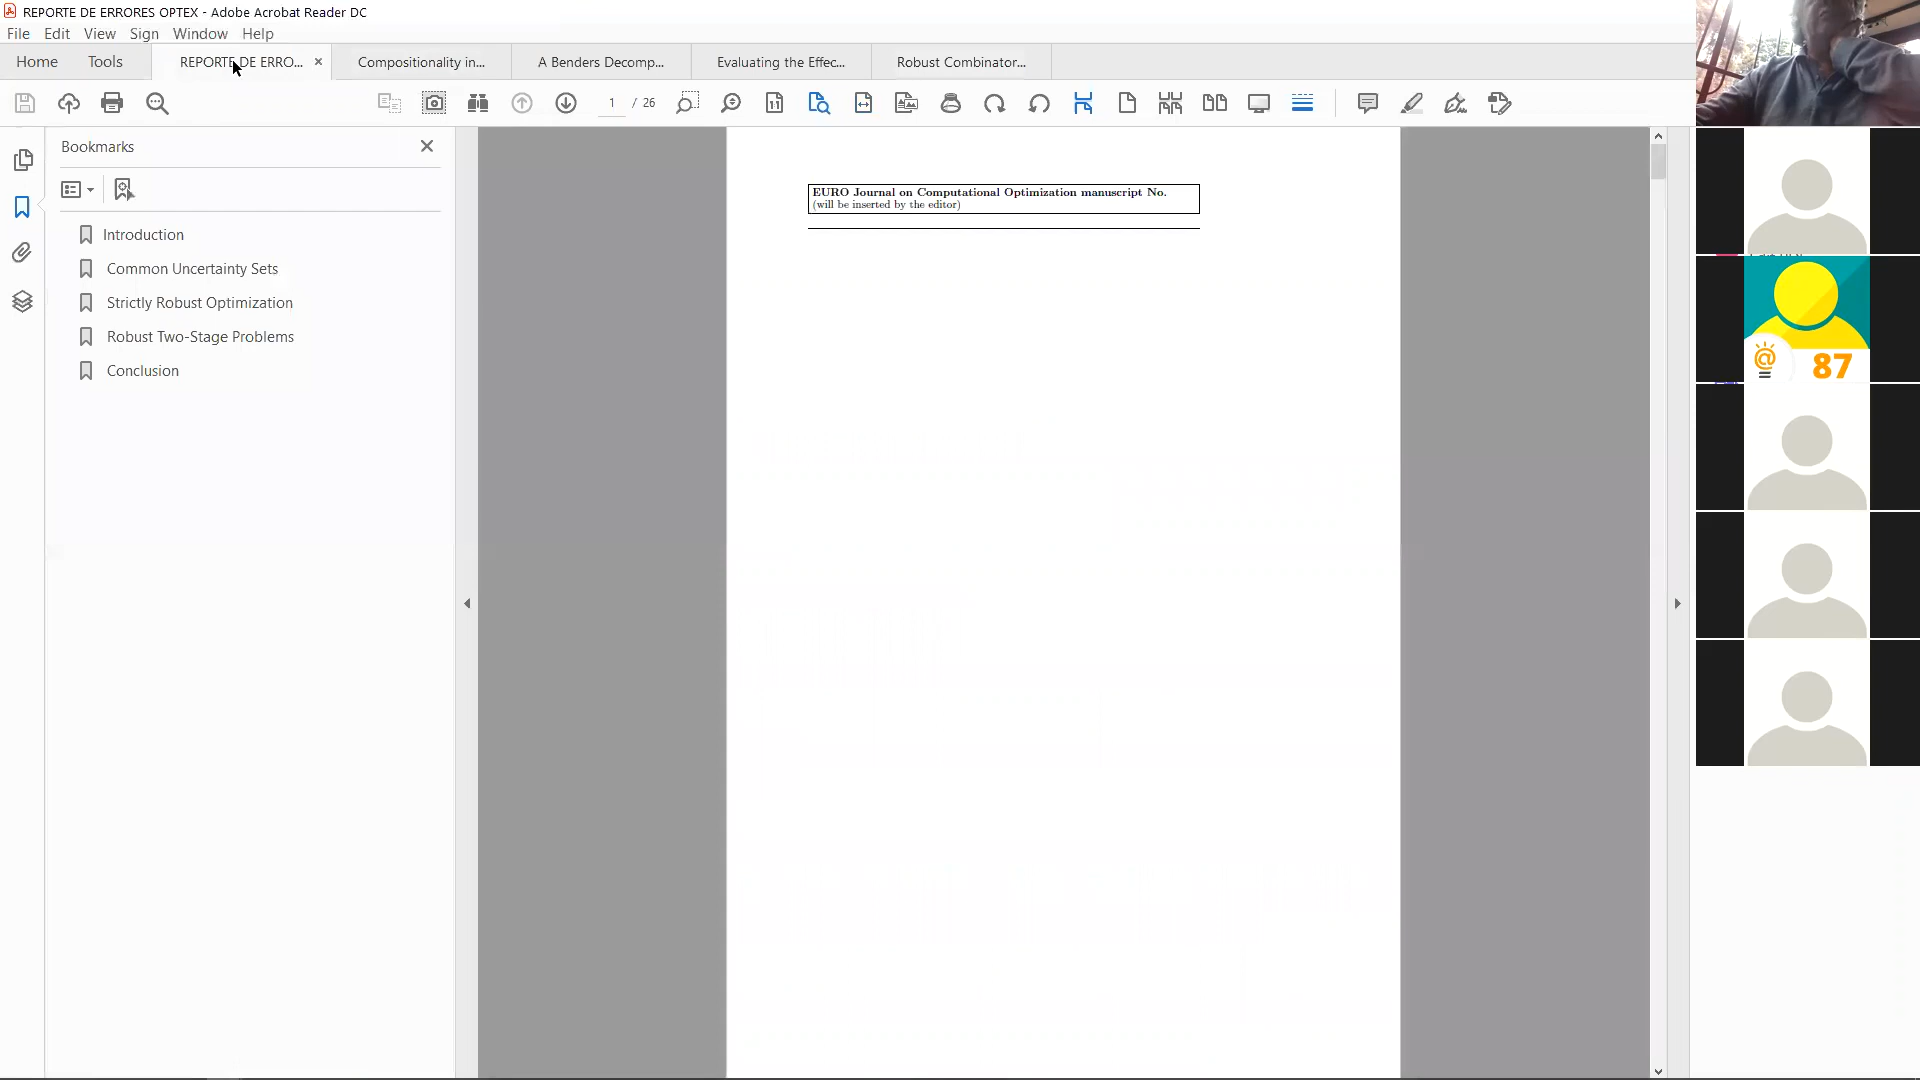 REPORTE DE ERRORES OPTEX - Adobe Acrobat Reader DC
File Edit View Sign Window Help
Home Tools REPORTE DE ERRO... × Compositionality in... A Benders Decomp... Evaluating the Effec... Robust Combinator...
1 / 26
Bookmarks
Introduction
Common Uncertainty Sets
Strictly Robust Optimization
Robust Two-Stage Problems
Conclusion
EURO Journal on Computational Optimization manuscript No.
(will be inserted by the editor)
@ 87